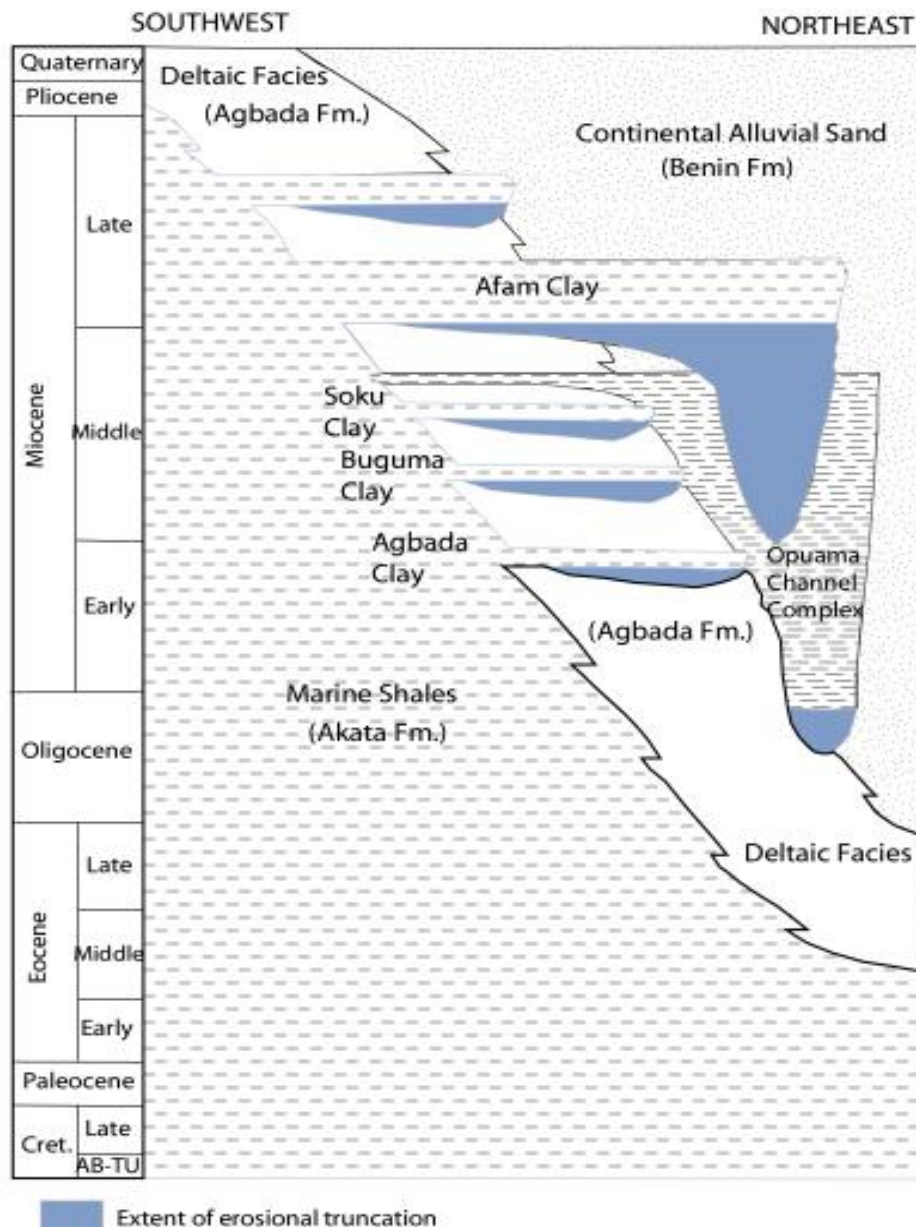 SOUTHWEST
NORTHEAST
Quaternary
Pliocene
Miocene
Late
Middle
Early
Oligocene
Eocene
Late
Middle
Early
Paleocene
Cret.
Late
AB-TU
Deltaic Facies
(Agbada Fm.)
Continental Alluvial Sand
(Benin Fm)
Afam Clay
Soku
Clay
Buguma
Clay
Agbada
Clay
Opuama
Channel
Complex
(Agbada Fm.)
Marine Shales
(Akata Fm.)
Deltaic Facies
Extent of erosional truncation